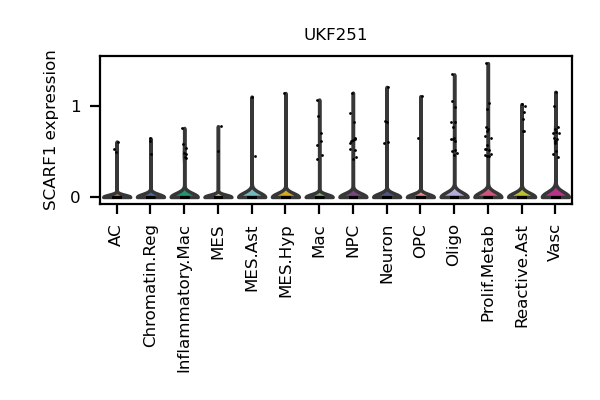 UKF251
SCARF1 expression
1
0
AC
Chromatin.Reg
Inflammatory.Mac
MES
MES.Ast
MES.Hyp
Mac
NPC
Neuron
OPC
Oligo
Prolif.Metab
Reactive.Ast
Vasc